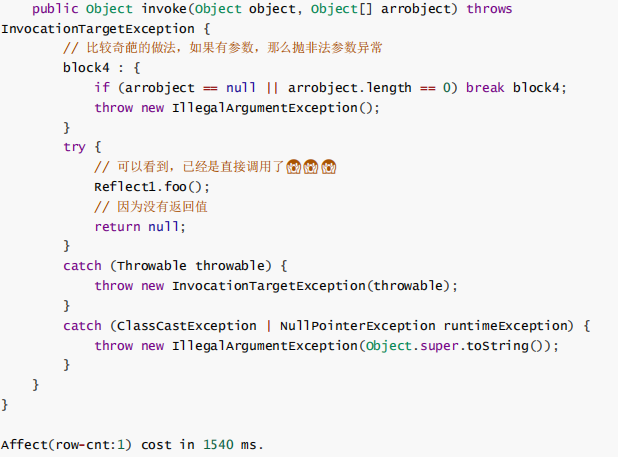 public Object invoke(Object object, Object[] arrobject) throws
InvocationTargetException {
        // 比较奇葩的做法，如果有参数，那么抛非法参数异常
        block4 : {
            if (arrobject == null || arrobject.length == 0) break block4;
            throw new IllegalArgumentException();
        }
        try {
            // 可以看到，已经是直接调用了😱😱😱
            Reflect1.foo();
            // 因为没有返回值
            return null;
        }
        catch (Throwable throwable) {
            throw new InvocationTargetException(throwable);
        }
        catch (ClassCastException | NullPointerException runtimeException) {
            throw new IllegalArgumentException(Object.super.toString());
        }
    }
}
Affect(row-cnt:1) cost in 1540 ms.